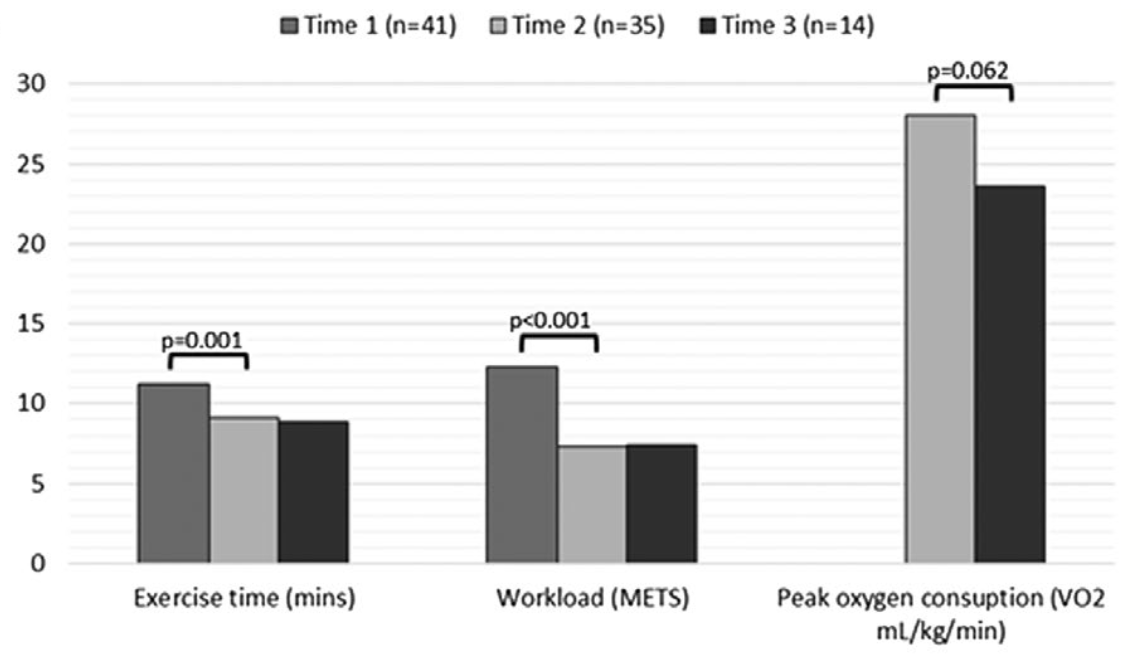 Time 1 (n=41) Time 2 (n=35) Time 3 (n=14)
p=0.062
30
25
20
15
10
5
0
p=0.001
p<0.001
Exercise time (mins)
Workload (METS)
Peak oxygen consuption (VO2
mL/kg/min)